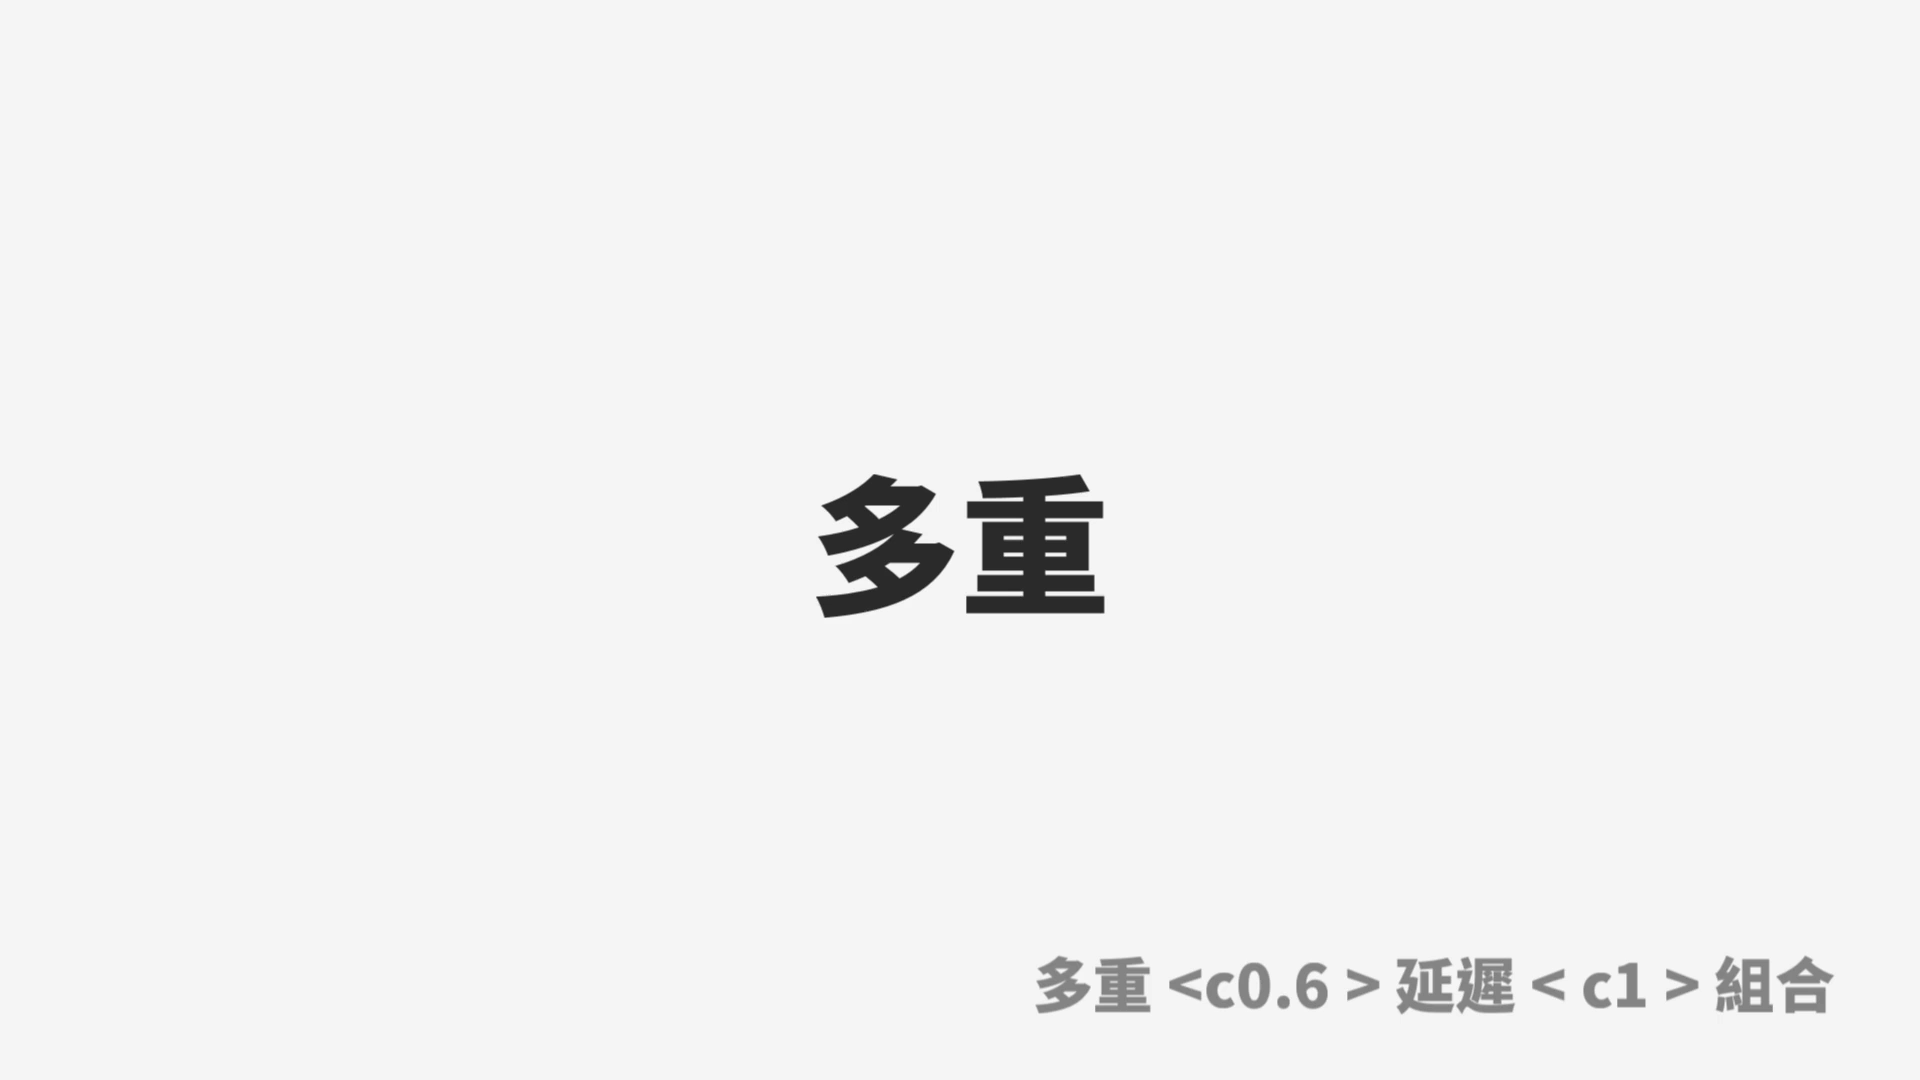 多重
多重 <c0.6 > 延遲 < c1 > 組合